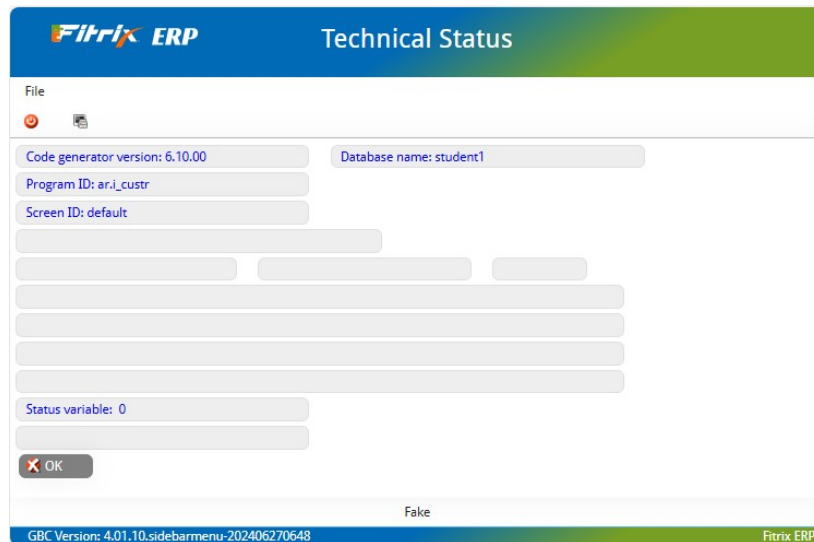 Fitrix ERP
Technical Status
File
Code generator version: 6.10.00
Database name: student1
Program ID: ar.i_custr
Screen ID: default
Status variable: 0
OK
Fake
GBC Version: 4.01.10.sidebarmenu-202406270648
Fitrix ERP